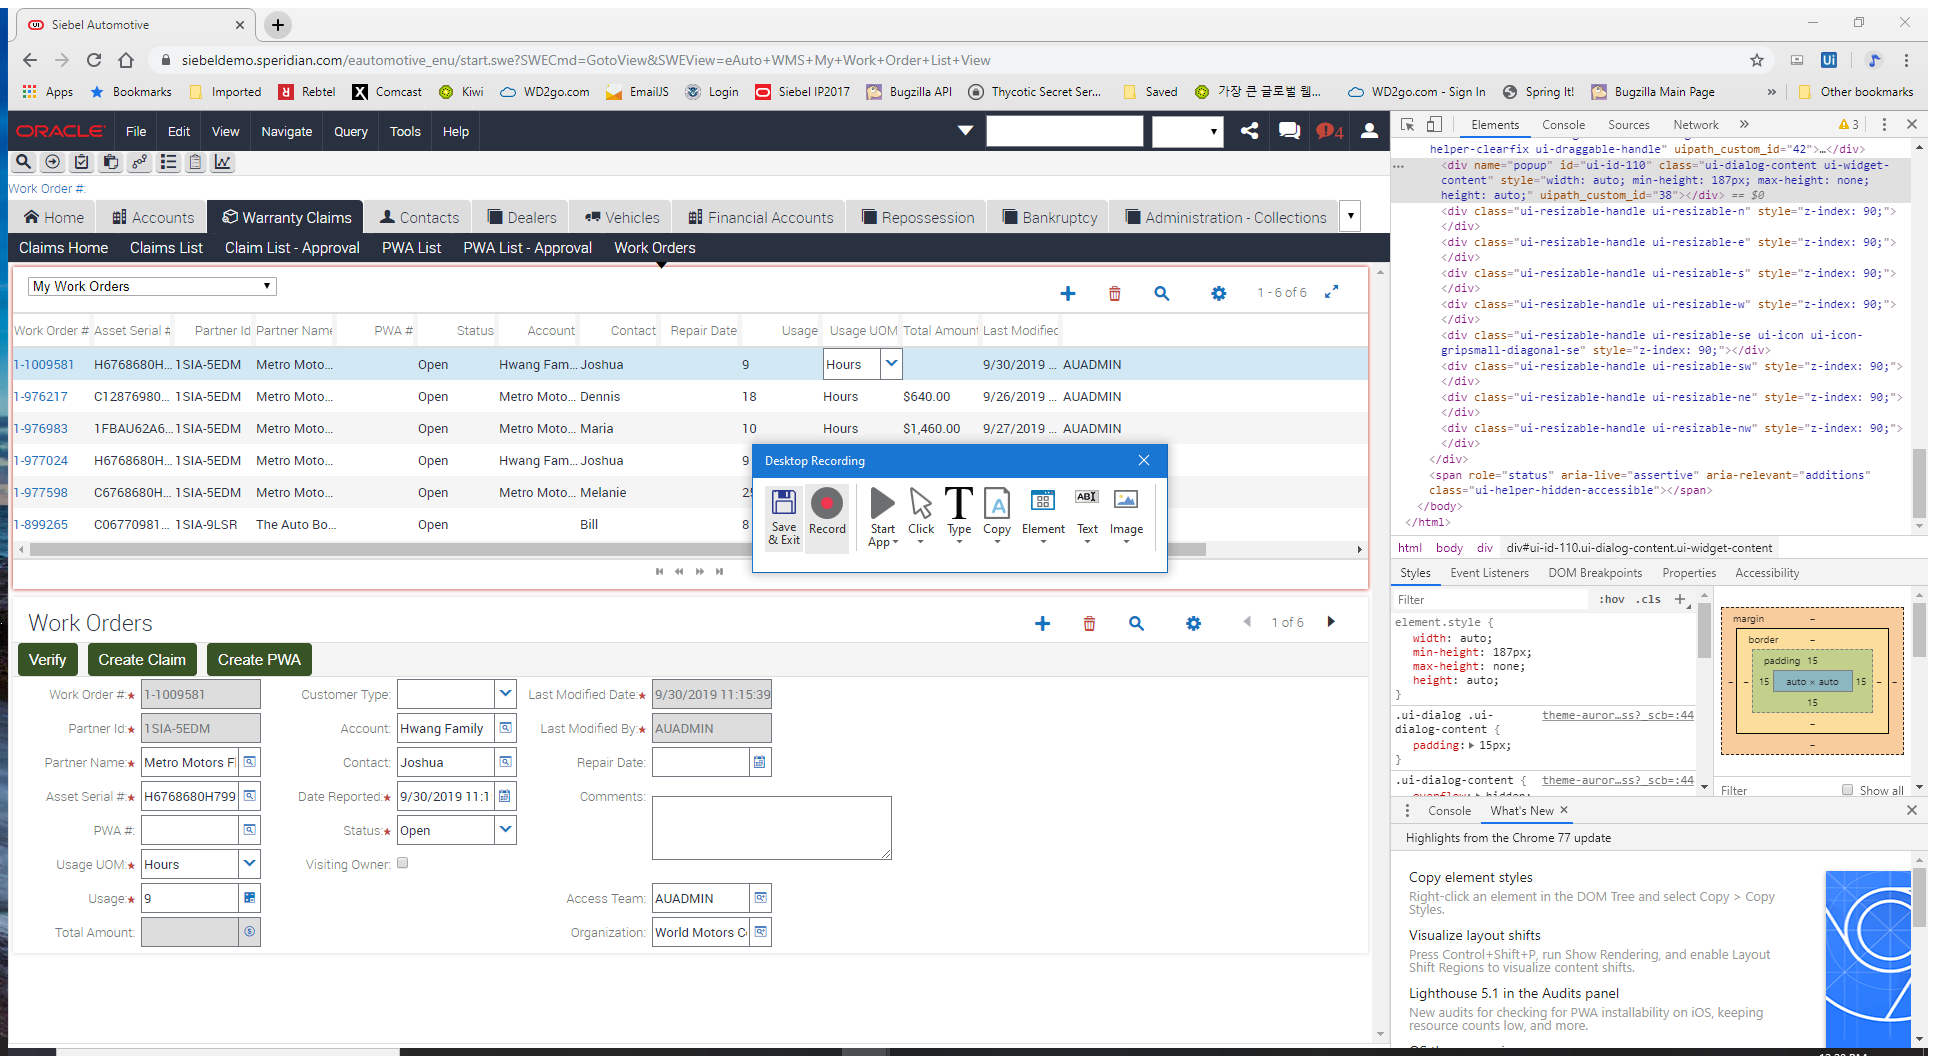 Siebel Automotive
siebeldemo.speridian.com/eautomotive_enu/start.swe?SWECmd=GotoView&SWEView=eAuto+WMS+My+Work+Order+List+View
Apps Bookmarks Imported Rebtel Comcast Kiwi WD2go.com EmailJS Login Siebel IP2017 Bugzilla API Thycotic Secret Ser... Saved 가장 큰 글로벌 웹... WD2go.com - Sign In Spring It! Bugzilla Main Page » Other bookmarks
ORACLE File Edit View Navigate Query Tools Help 4
Work Order #:
Home Accounts Warranty Claims Contacts Dealers Vehicles Financial Accounts Repossession Bankruptcy Administration - Collections
Claims Home Claims List Claim List - Approval PWA List PWA List - Approval Work Orders
My Work Orders 1 - 6 of 6
Work Order # Asset Serial # Partner Id Partner Name PWA # Status Account Contact Repair Date Usage Usage UOM Total Amount Last Modified
1-1009581 H6768680H... 1SIA-5EDM Metro Moto... Open Hwang Fam... Joshua 9 Hours 9/30/2019 ... AUADMIN
1-976217 C12876980... 1SIA-5EDM Metro Moto... Open Metro Moto... Dennis 18 Hours $640.00 9/26/2019 ... AUADMIN
1-976983 1FBAU62A6... 1SIA-5EDM Metro Moto... Open Metro Moto... Maria 10 Hours $1,460.00 9/27/2019 ... AUADMIN
1-977024 H6768680H... 1SIA-5EDM Metro Moto... Open Hwang Fam... Joshua 9
1-977598 C6768680H... 1SIA-5EDM Metro Moto... Open Metro Moto... Melanie
1-899265 C06770981... 1SIA-9LSR The Auto Bo... Open Bill 8
Desktop Recording
Save & Exit Record Start App Click Type Copy Element Text Image
Work Orders 1 of 6
Verify Create Claim Create PWA
Work Order #:★ 1-1009581 Customer Type: Last Modified Date:★ 9/30/2019 11:15:39
Partner Id:★ 1SIA-5EDM Account: Hwang Family Last Modified By:★ AUADMIN
Partner Name:★ Metro Motors Fl Contact: Joshua Repair Date:
Asset Serial #:★ H6768680H799 Date Reported:★ 9/30/2019 11:1 Comments:
PWA #: Status:★ Open
Usage UOM:★ Hours Visiting Owner:
Usage:★ 9 Access Team: AUADMIN
Total Amount: Organization: World Motors C
Elements Console Sources Network » 3
helper-clearfix ui-draggable-handle" uipath_custom_id="42">…</div>
<div name="popup" id="ui-id-110" class="ui-dialog-content ui-widget-
content" style="width: auto; min-height: 187px; max-height: none;
height: auto;" uipath_custom_id="38"></div> == $0
<div class="ui-resizable-handle ui-resizable-n" style="z-index: 90;">
</div>
<div class="ui-resizable-handle ui-resizable-e" style="z-index: 90;">
</div>
<div class="ui-resizable-handle ui-resizable-s" style="z-index: 90;">
</div>
<div class="ui-resizable-handle ui-resizable-w" style="z-index: 90;">
</div>
<div class="ui-resizable-handle ui-resizable-se ui-icon ui-icon-
gripsmall-diagonal-se" style="z-index: 90;"></div>
<div class="ui-resizable-handle ui-resizable-sw" style="z-index: 90;">
</div>
<div class="ui-resizable-handle ui-resizable-ne" style="z-index: 90;">
</div>
<div class="ui-resizable-handle ui-resizable-nw" style="z-index: 90;">
</div>
</div>
<span role="status" aria-live="assertive" aria-relevant="additions"
class="ui-helper-hidden-accessible"></span>
</body>
</html>
html body div div#ui-id-110.ui-dialog-content.ui-widget-content
Styles Event Listeners DOM Breakpoints Properties Accessibility
Filter :hov .cls +
element.style {
width: auto;
min-height: 187px;
max-height: none;
height: auto;
}
.ui-dialog .ui-dialog-content { theme-auror…ss?_scb=:44
padding: 15px;
}
.ui-dialog-content { theme-auror…ss?_scb=:44
margin -
border -
padding 15
- - 15 auto × auto 15 - -
15
-
-
Filter Show all
Console What's New
Highlights from the Chrome 77 update
Copy element styles
Right-click an element in the DOM Tree and select Copy > Copy
Styles.
Visualize layout shifts
Press Control+Shift+P, run Show Rendering, and enable Layout
Shift Regions to visualize content shifts.
Lighthouse 5.1 in the Audits panel
New audits for checking for PWA installability on iOS, keeping
resource counts low, and more.